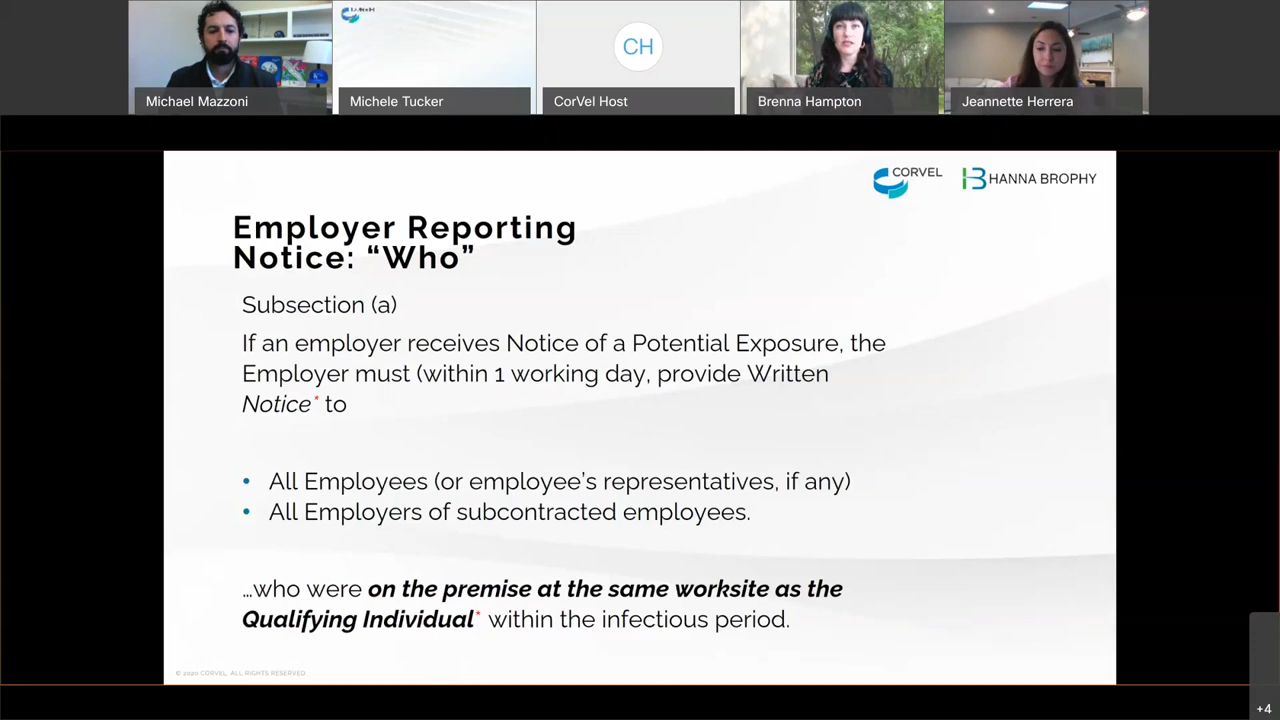 CH
Michael Mazzoni
Michele Tucker
CorVel Host
Brenna Hampton
Jeannette Herrera
CORVEL
HANNA BROPHY
Employer Reporting
Notice: “Who”
Subsection (a)
If an employer receives Notice of a Potential Exposure, the
Employer must (within 1 working day, provide Written
Notice* to
• All Employees (or employee’s representatives, if any)
• All Employers of subcontracted employees.
…who were on the premise at the same worksite as the
Qualifying Individual* within the infectious period.
© 2020 CORVEL. ALL RIGHTS RESERVED.
+4